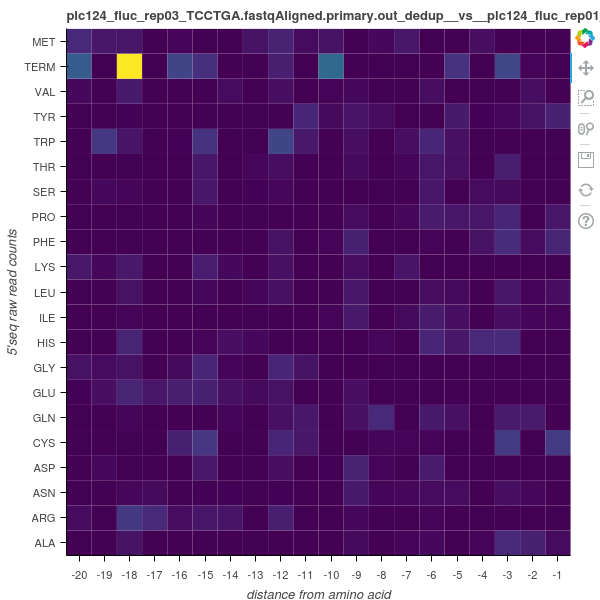 plc124_fluc_rep03_TCCTGA.fastqAligned.primary.out_dedup__vs__plc124_fluc_rep01
MET
TERM
VAL
TYR
TRP
THR
SER
PRO
PHE
LYS
LEU
ILE
HIS
GLY
GLU
GLN
CYS
ASP
ASN
ARG
ALA
5'seq raw read counts
-20 -19 -18 -17 -16 -15 -14 -13 -12 -11 -10 -9 -8 -7 -6 -5 -4 -3 -2 -1
distance from amino acid